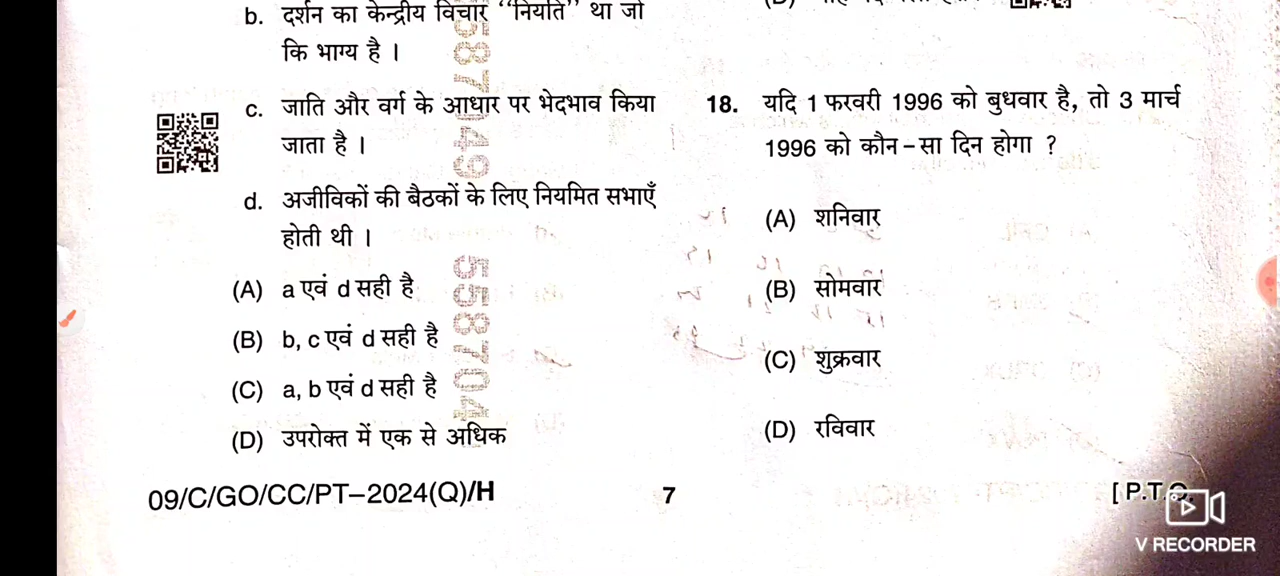 b. दर्शन का केन्द्रीय विचार ‘‘नियति’’ था जो
कि भाग्य है ।
c. जाति और वर्ग के आधार पर भेदभाव किया
जाता है ।
d. अजीविकों की बैठकों के लिए नियमित सभाएँ
होती थी ।
(A) a एवं d सही है
(B) b, c एवं d सही है
(C) a, b एवं d सही है
(D) उपरोक्त में एक से अधिक
18. यदि 1 फरवरी 1996 को बुधवार है, तो 3 मार्च
1996 को कौन-सा दिन होगा ?
(A) शनिवार
(B) सोमवार
(C) शुक्रवार
(D) रविवार
09/C/GO/CC/PT–2024(Q)/H
7
[ P.T.O.
V RECORDER